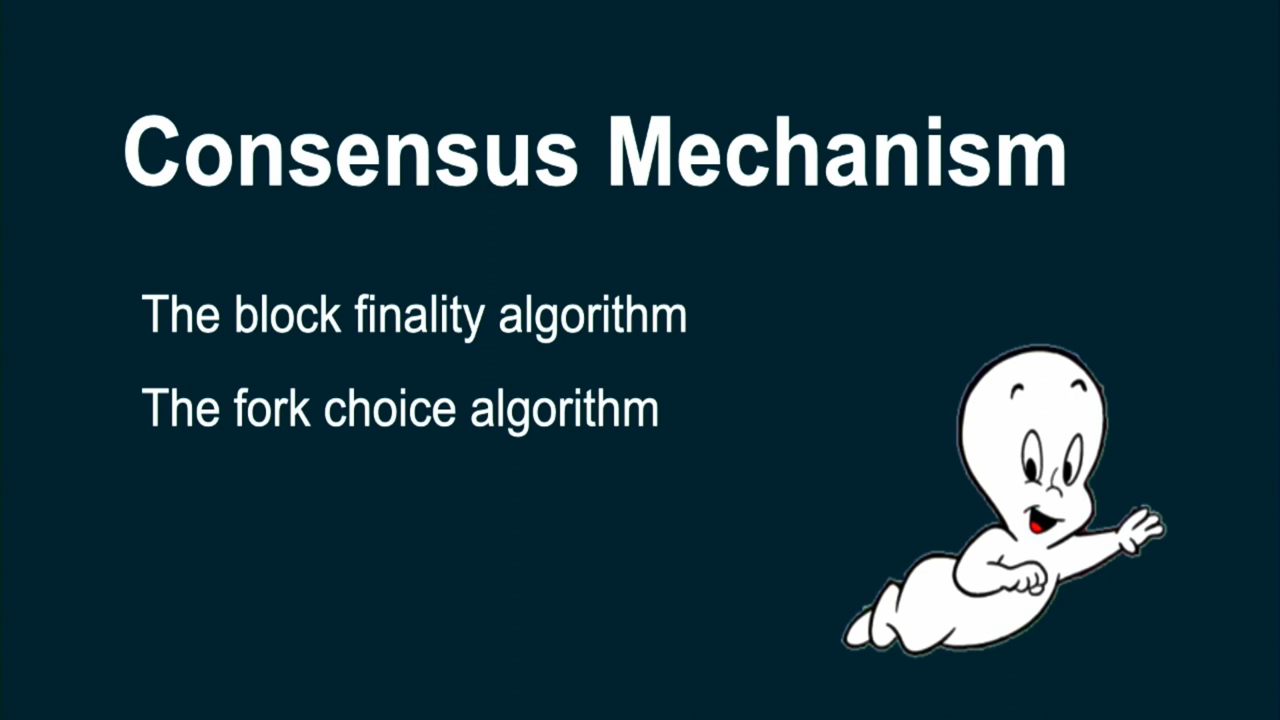 Consensus Mechanism
The block finality algorithm
The fork choice algorithm